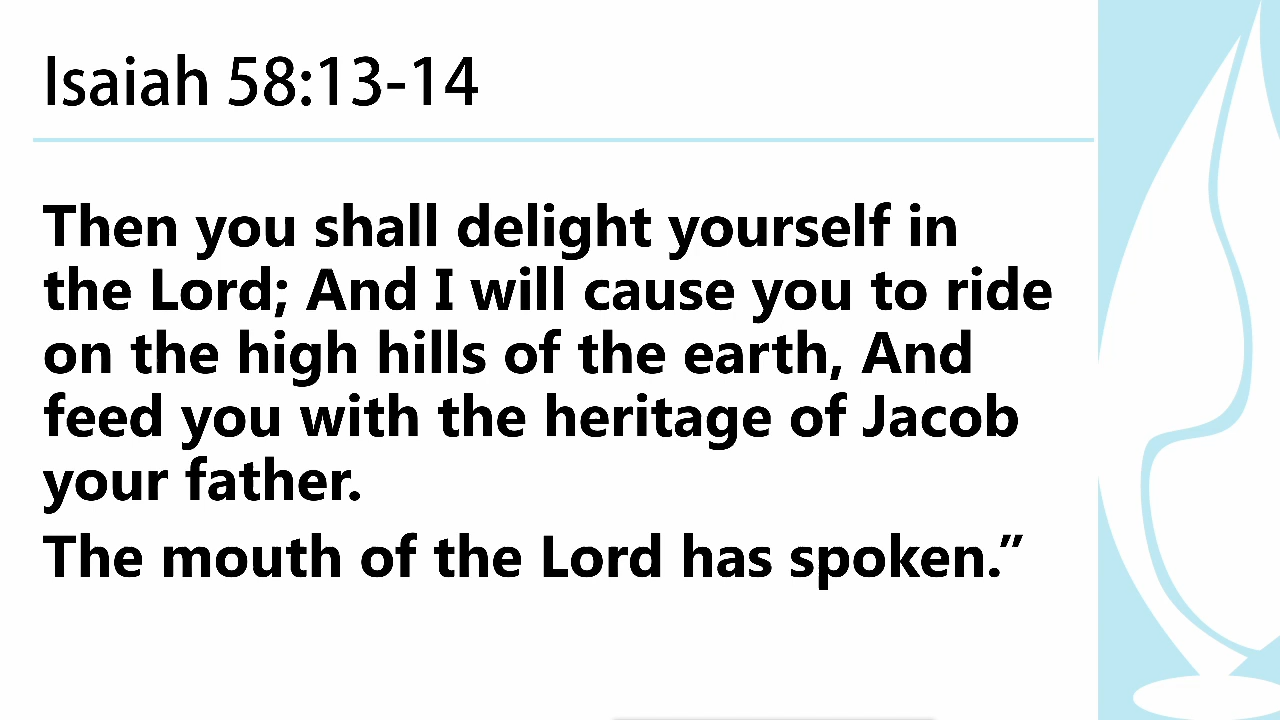 Isaiah 58:13-14
Then you shall delight yourself in
the Lord; And I will cause you to ride
on the high hills of the earth, And
feed you with the heritage of Jacob
your father.
The mouth of the Lord has spoken.”